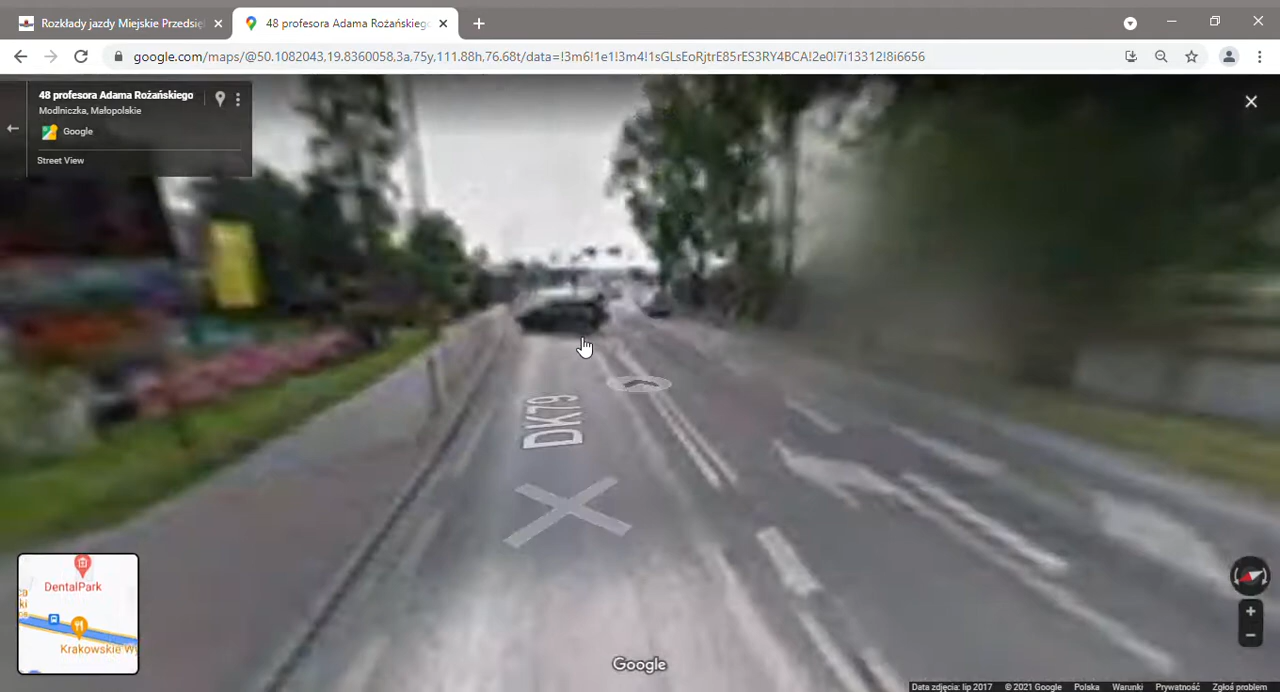 Rozkłady jazdy Miejskie Przedsię
48 profesora Adama Rożańskiego
google.com/maps/@50.1082043,19.8360058,3a,75y,111.88h,76.68t/data=!3m6!1e1!3m4!1sGLsEoRjtrE85rES3RY4BCA!2e0!7i13312!8i6656
48 profesora Adama Rożańskiego
Modlniczka, Małopolskie
Google
Street View
DK79
DentalPark
Krakowskie Wy
Google
Data zdjęcia: lip 2017 © 2021 Google Polska Warunki Prywatność Zgłoś problem